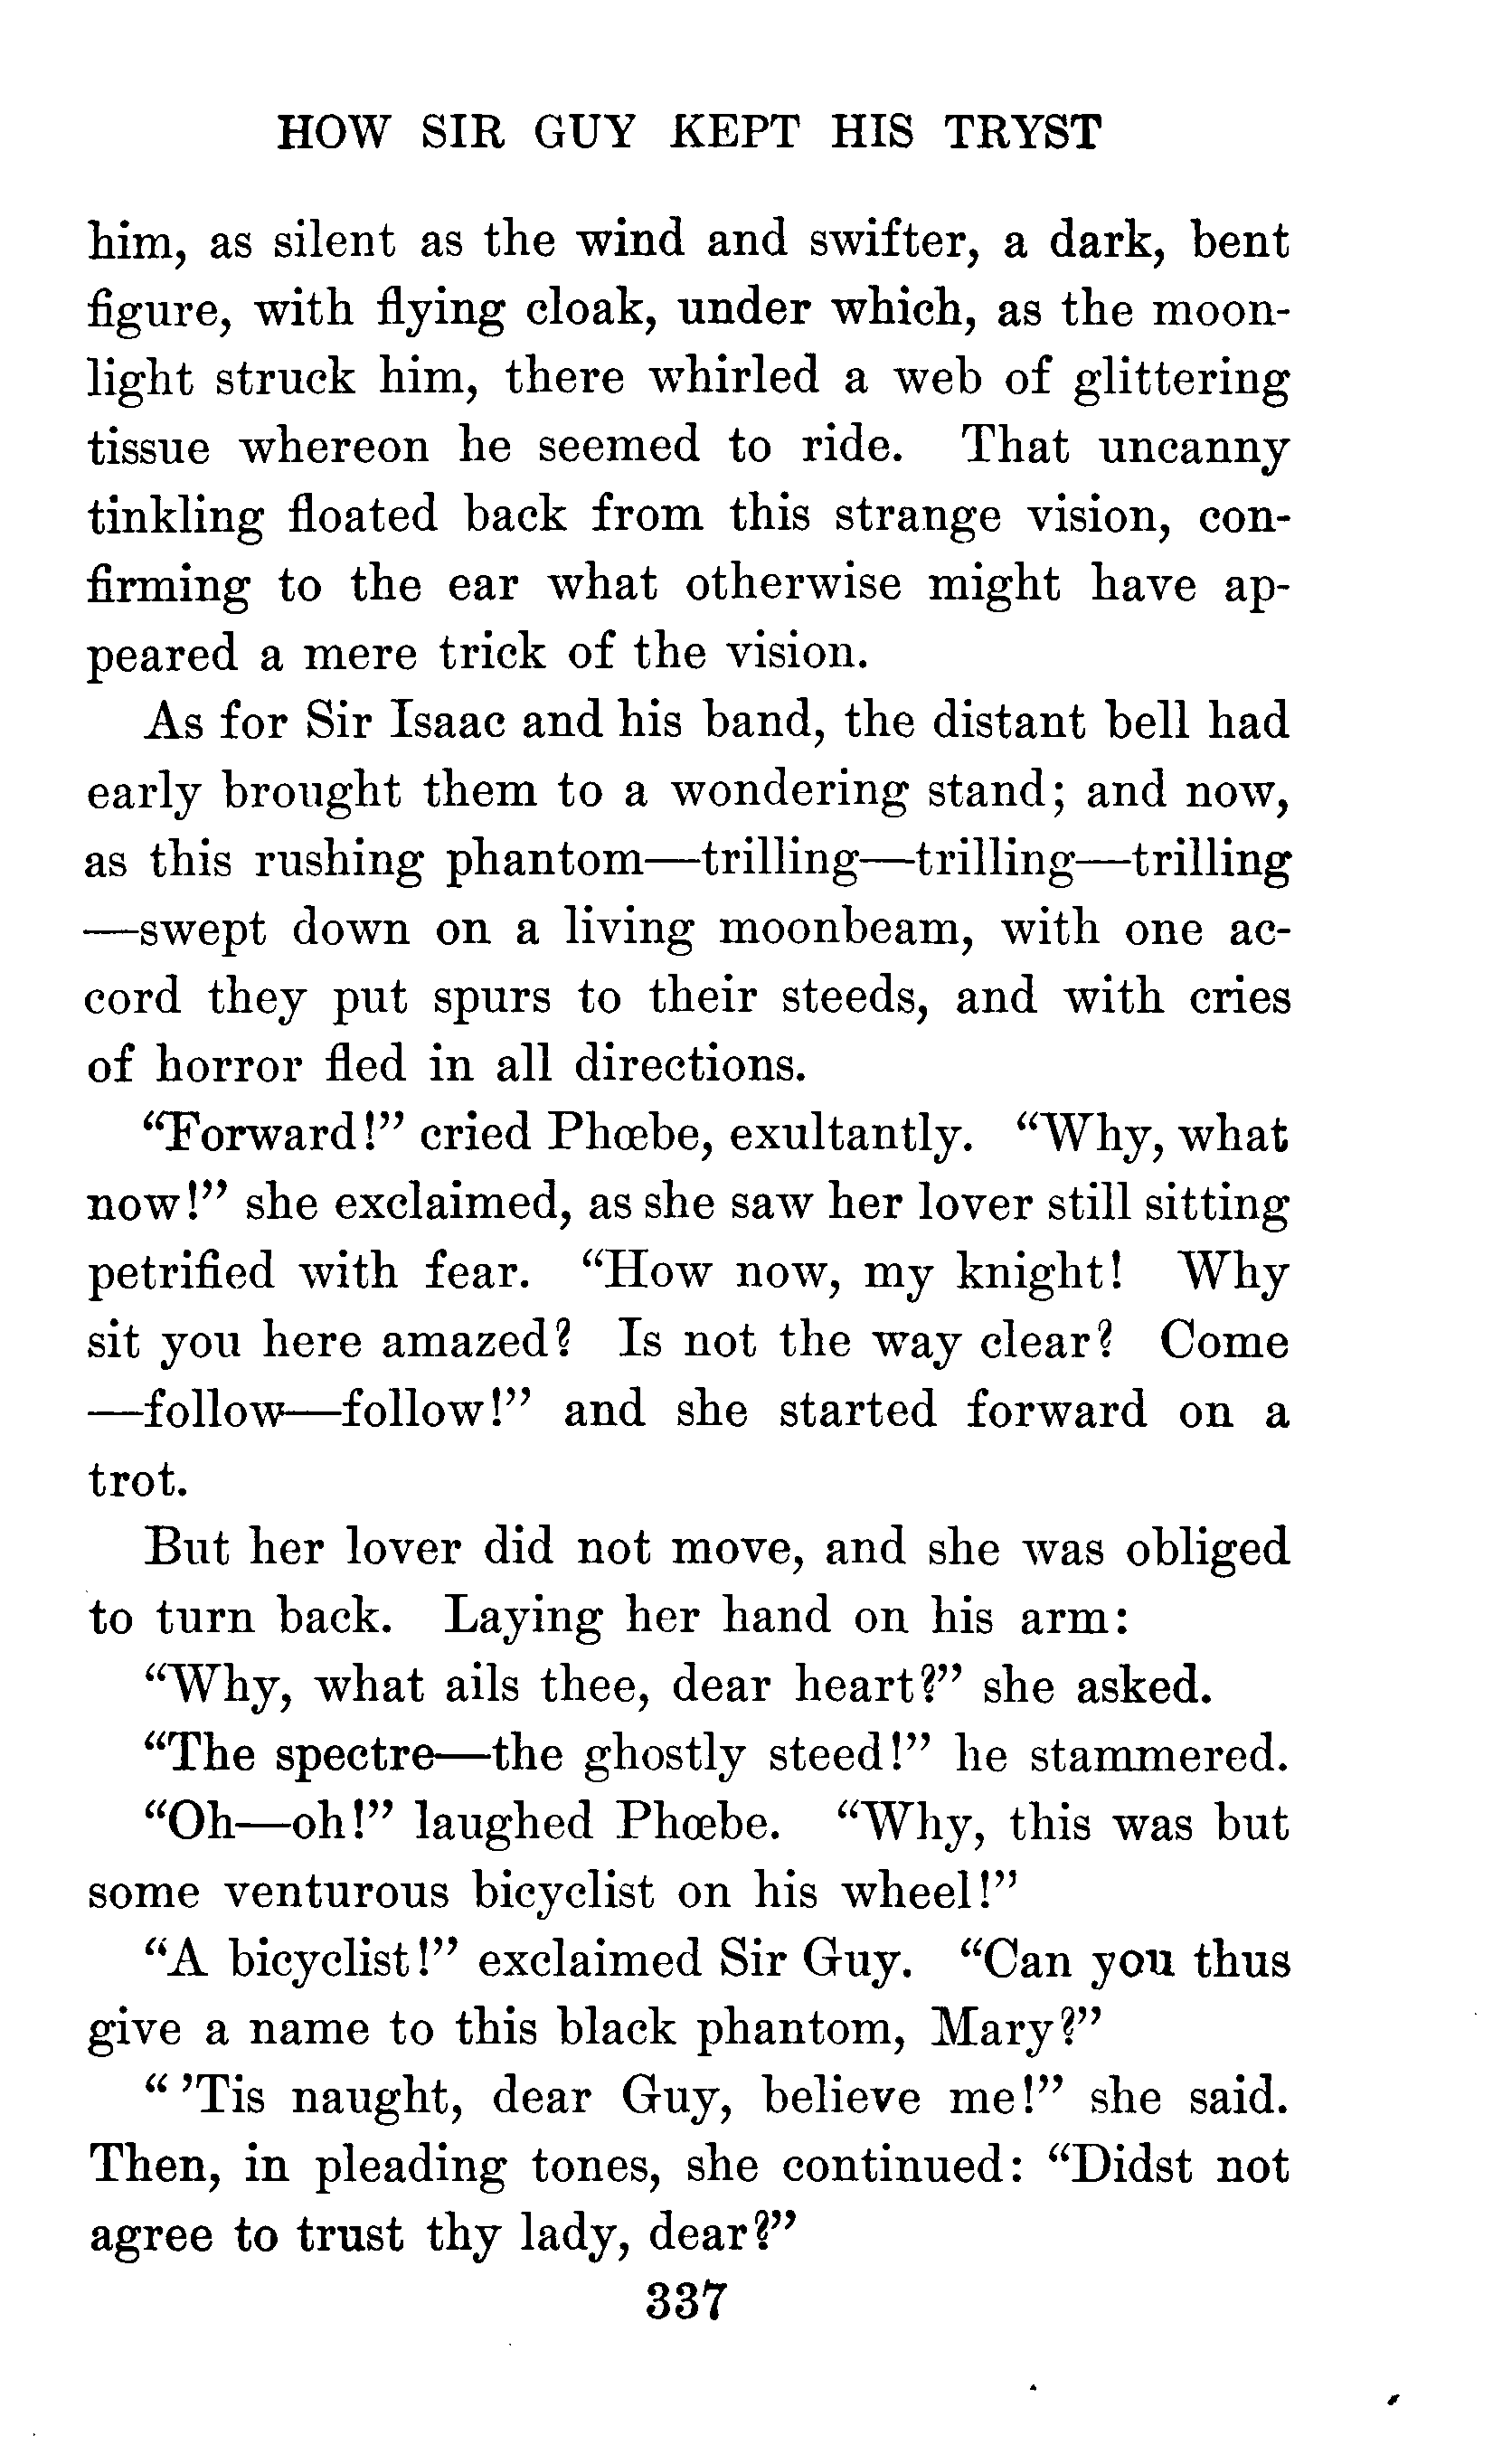 HOW SIR GUY KEPT HIS TRYST
him, as silent as the wind and swifter, a dark, bent
figure, with flying cloak, under which, as the moon-
light struck him, there whirled a web of glittering
tissue whereon he seemed to ride. That uncanny
tinkling floated back from this strange vision, con-
firming to the ear what otherwise might have ap-
peared a mere trick of the vision.
As for Sir Isaac and his band, the distant bell had
early brought them to a wondering stand; and now,
as this rushing phantom—trilling—trilling—trilling
—swept down on a living moonbeam, with one ac-
cord they put spurs to their steeds, and with cries
of horror fled in all directions.
“Forward!” cried Phœbe, exultantly. “Why, what
now!” she exclaimed, as she saw her lover still sitting
petrified with fear. “How now, my knight! Why
sit you here amazed? Is not the way clear? Come
—follow—follow!” and she started forward on a
trot.
But her lover did not move, and she was obliged
to turn back. Laying her hand on his arm:
“Why, what ails thee, dear heart?” she asked.
“The spectre—the ghostly steed!” he stammered.
“Oh—oh!” laughed Phœbe. “Why, this was but
some venturous bicyclist on his wheel!”
“A bicyclist!” exclaimed Sir Guy. “Can you thus
give a name to this black phantom, Mary?”
“ ’Tis naught, dear Guy, believe me!” she said.
Then, in pleading tones, she continued: “Didst not
agree to trust thy lady, dear?”
337